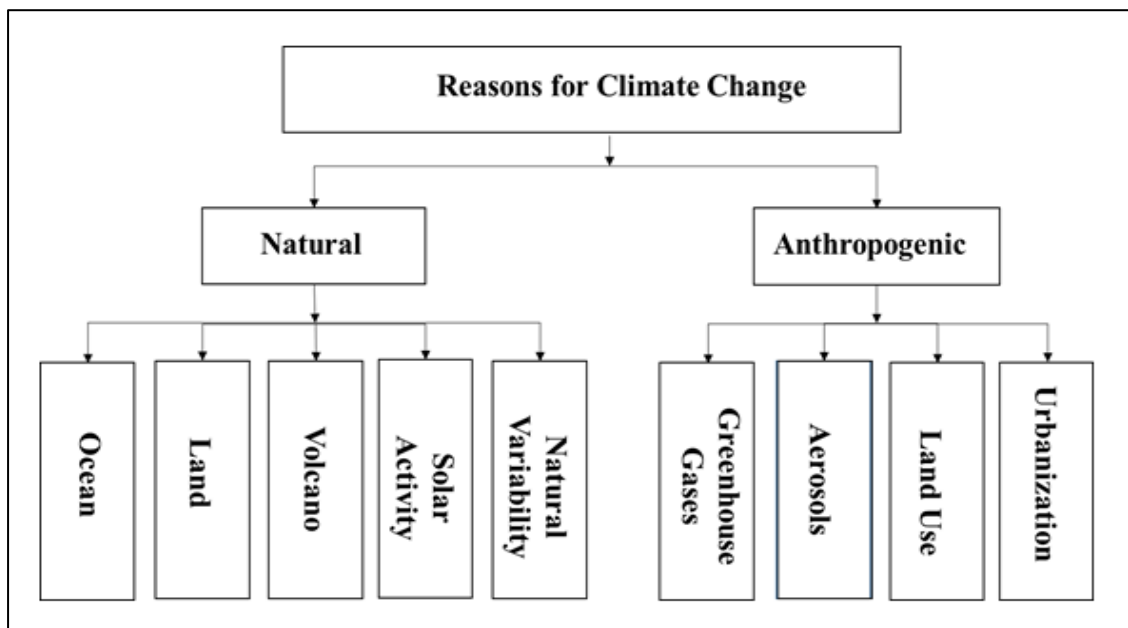 Reasons for Climate Change
Natural
Anthropogenic
Ocean
Land
Volcano
Solar
Activity
Natural
Variability
Greenhouse
Gases
Aerosols
Land Use
Urbanization